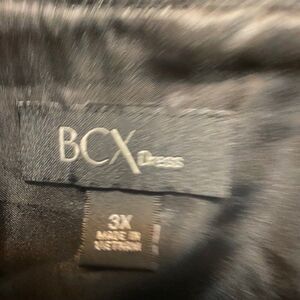 BCX Dress
3X
MADE IN
VIETNAM